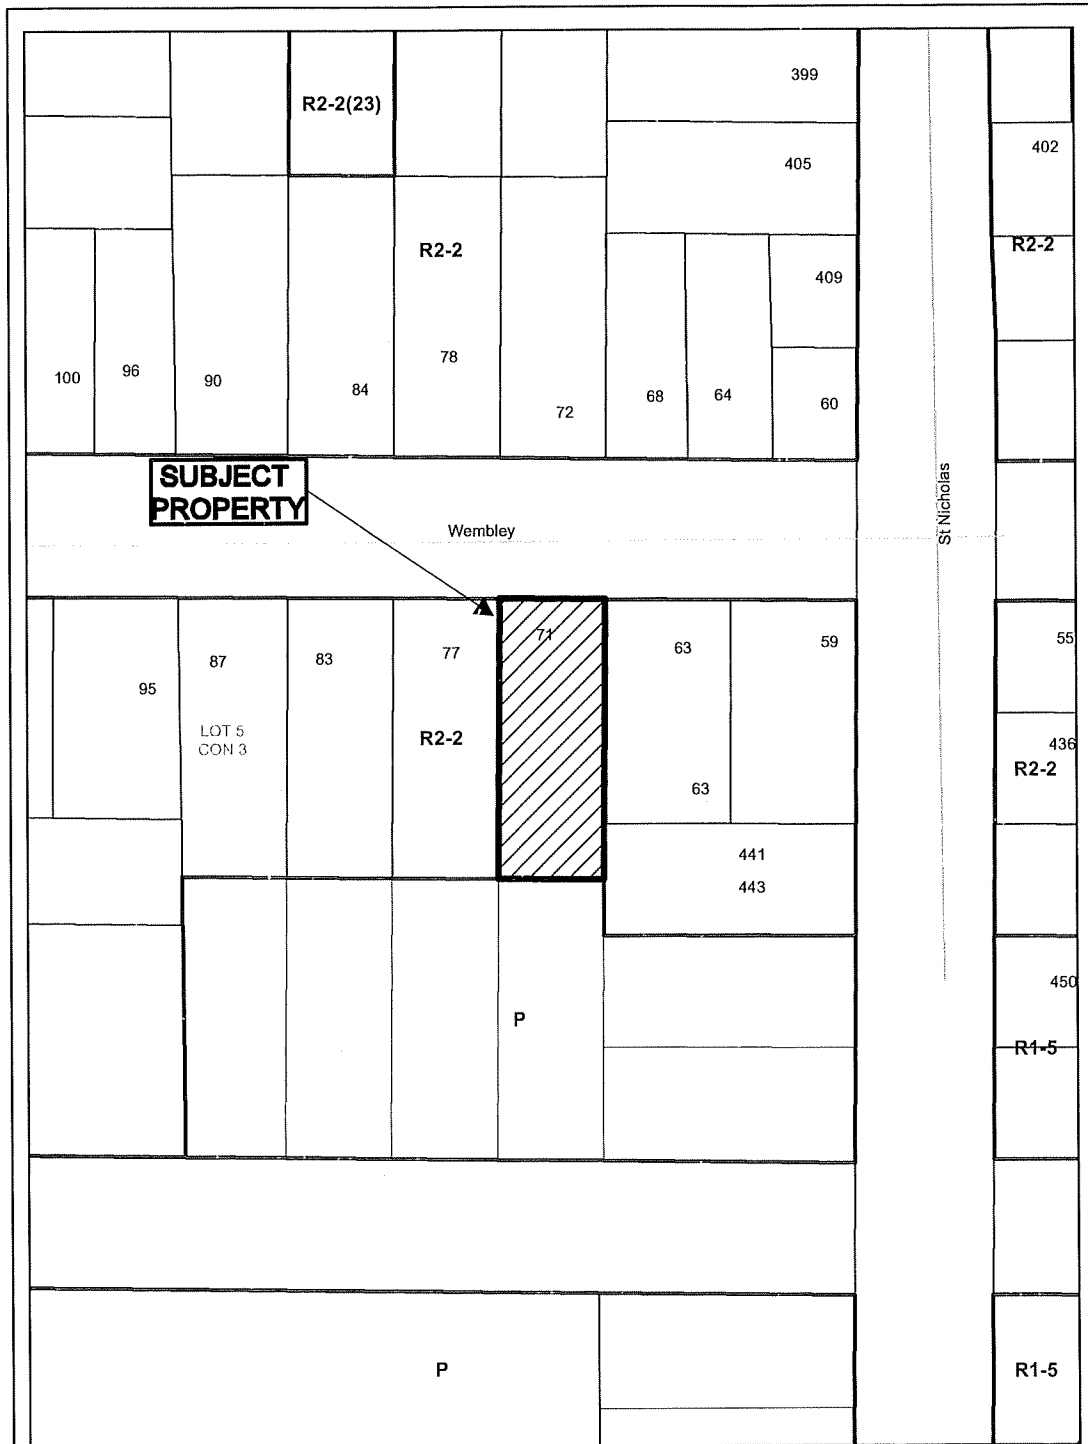 399
R2-2(23)
402
405
R2-2
R2-2
409
78
100
96
90
84
68
64
60
72
SUBJECT
PROPERTY
Wembley
St Nicholas
71
55
59
63
77
83
87
95
LOT 5
CON 3
R2-2
436
R2-2
63
441
443
450
P
R1-5
P
R1-5